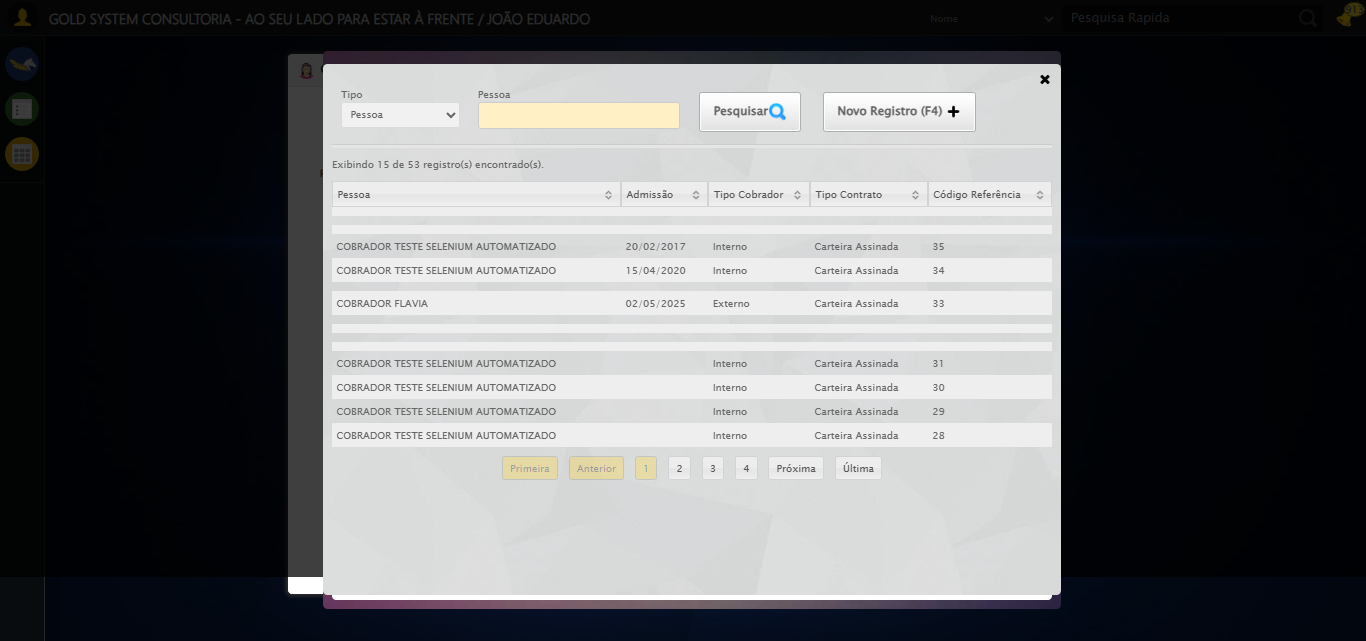 GOLD SYSTEM CONSULTORIA - AO SEU LADO PARA ESTAR À FRENTE / JOÃO EDUARDO
Nome
Pesquisa Rapida
Tipo
Pessoa
Pessoa
Pesquisar
Novo Registro (F4)
Exibindo 15 de 53 registro(s) encontrado(s).
Pessoa Admissão Tipo Cobrador Tipo Contrato Código Referência
COBRADOR TESTE SELENIUM AUTOMATIZADO 20/02/2017 Interno Carteira Assinada 35
COBRADOR TESTE SELENIUM AUTOMATIZADO 15/04/2020 Interno Carteira Assinada 34
COBRADOR FLAVIA 02/05/2025 Externo Carteira Assinada 33
COBRADOR TESTE SELENIUM AUTOMATIZADO Interno Carteira Assinada 31
COBRADOR TESTE SELENIUM AUTOMATIZADO Interno Carteira Assinada 30
COBRADOR TESTE SELENIUM AUTOMATIZADO Interno Carteira Assinada 29
COBRADOR TESTE SELENIUM AUTOMATIZADO Interno Carteira Assinada 28
Primeira Anterior 1 2 3 4 Próxima Última